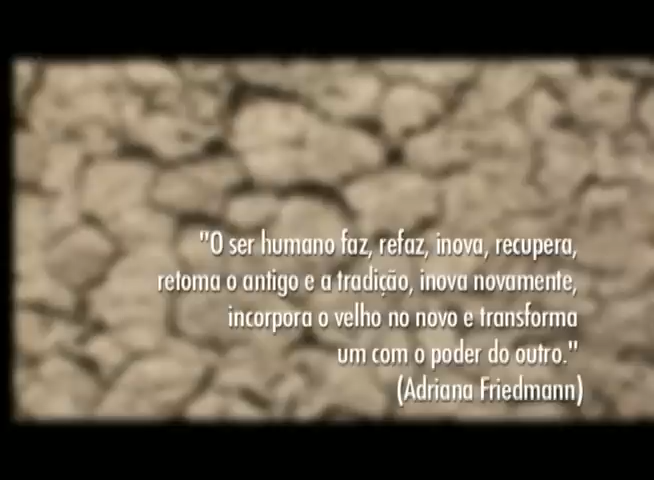 "O ser humano faz, refaz, inova, recupera,
retoma o antigo e a tradição, inova novamente,
incorpora o velho no novo e transforma
um com o poder do outro."
(Adriana Friedmann)